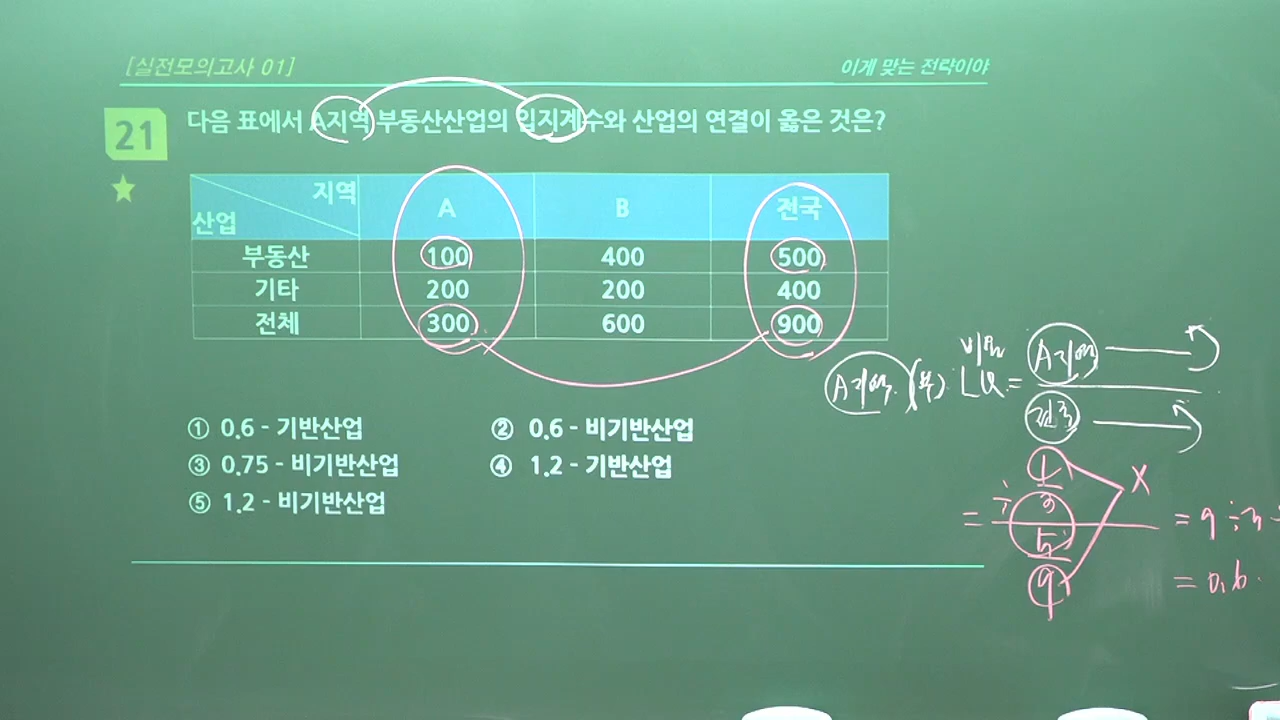 [실전모의고사 01]
이게 맞는 전략이야
21 다음 표에서 A지역 부동산산업의 입지계수와 산업의 연결이 옳은 것은?
지역
산업
A B 전국
부동산 100 400 500
기타 200 200 400
전체 300 600 900
① 0.6 - 기반산업 ② 0.6 - 비기반산업
③ 0.75 - 비기반산업 ④ 1.2 - 기반산업
⑤ 1.2 - 비기반산업
A지역 (부) LQ = A지역
전국
1 X
÷ 3
= = 9 ÷
5
9 = 0.6